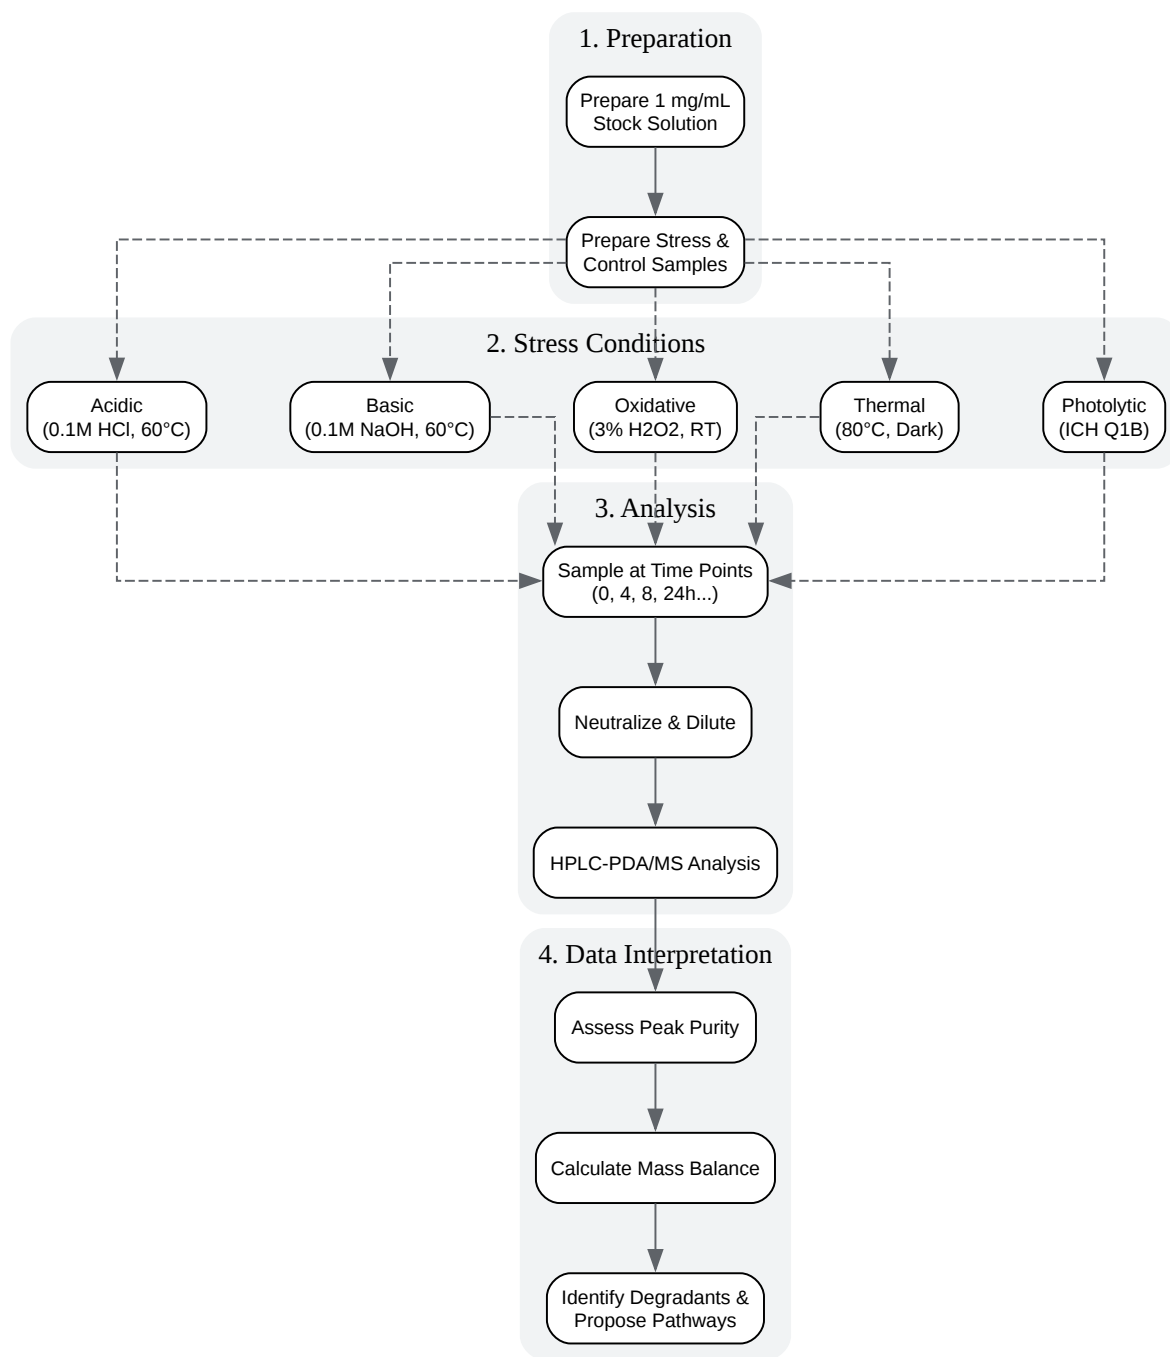 1. Preparation
Prepare 1 mg/mL
Stock Solution
Prepare Stress &
Control Samples
2. Stress Conditions
Acidic
(0.1M HCl, 60°C)
Basic
(0.1M NaOH, 60°C)
Oxidative
(3% H2O2, RT)
Thermal
(80°C, Dark)
Photolytic
(ICH Q1B)
3. Analysis
Sample at Time Points
(0, 4, 8, 24h...)
Neutralize & Dilute
HPLC-PDA/MS Analysis
4. Data Interpretation
Assess Peak Purity
Calculate Mass Balance
Identify Degradants &
Propose Pathways